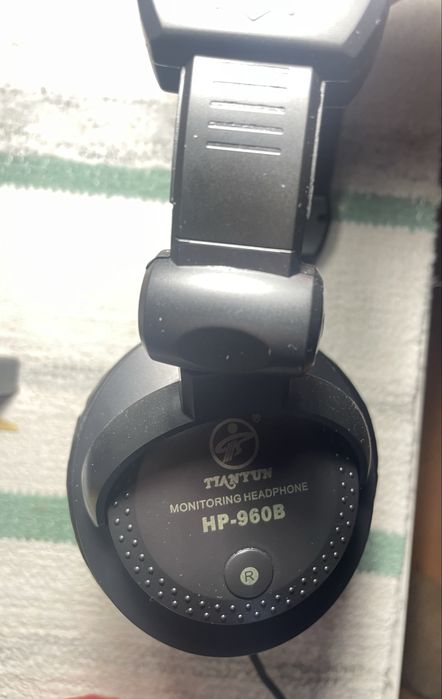 ®
TIANYUN
MONITORING HEADPHONE
HP-960B
R